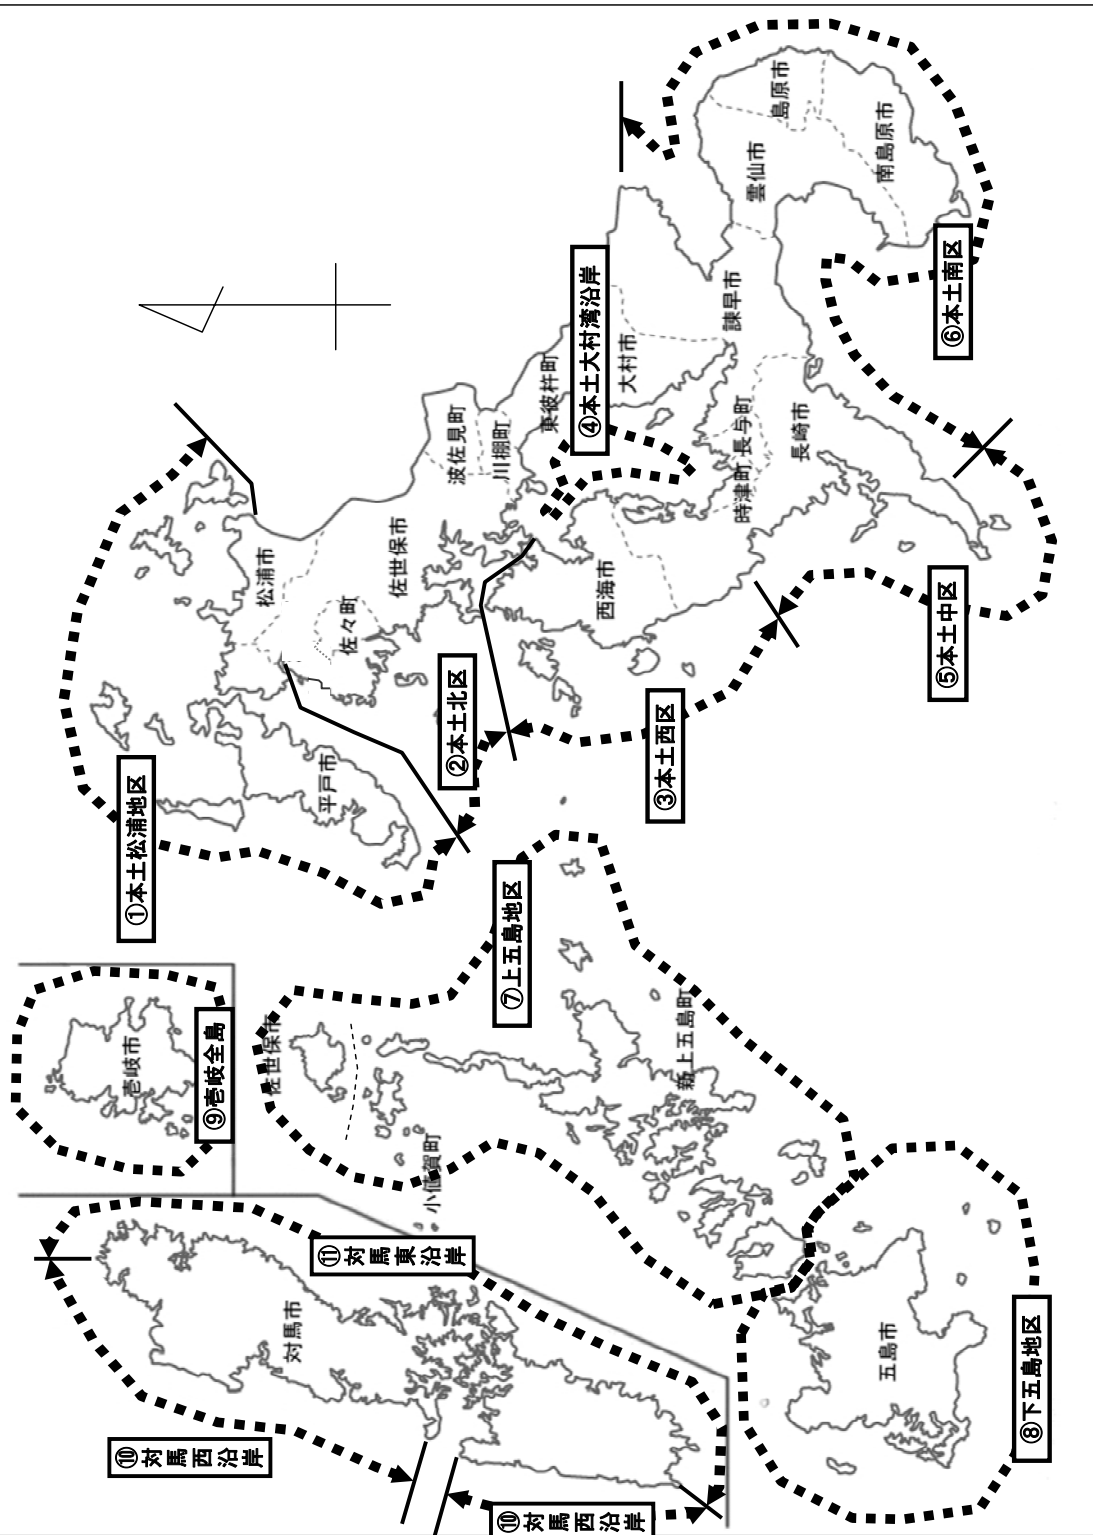 ①本土松浦地区
②本土北区
③本土西区
④本土大村湾沿岸
⑤本土中区
⑥本土南区
⑦上五島地区
⑧下五島地区
⑨壱岐全島
⑩対馬西沿岸
⑩対馬西沿岸
⑪対馬東沿岸
島原市
南島原市
雲仙市
諫早市
大村市
東彼杵町
川棚町
波佐見町
長与町
時津町
長崎市
西海市
佐世保市
佐々町
松浦市
平戸市
壱岐市
佐世保市
小値賀町
新上五島町
対馬市
五島市